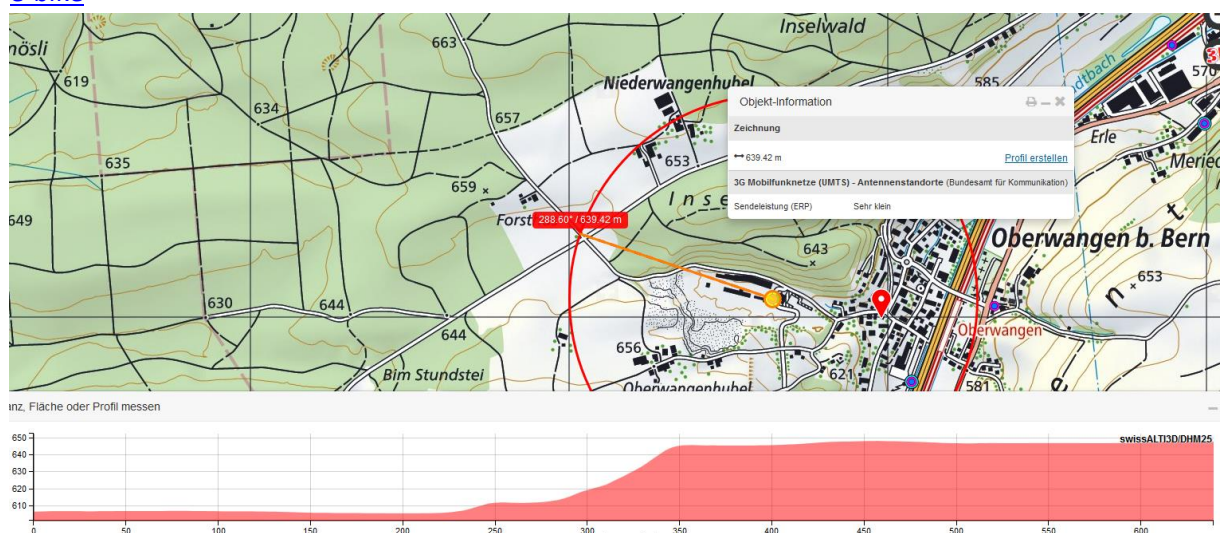 Inselwald
663
619
Niederwangenhubel
585
570
634
657
Objekt-Information
Zeichnung
639.42 m
Profil erstellen
3G Mobilfunknetze (UMTS) - Antennenstandorte (Bundesamt für Kommunikation)
Sendeleistung (ERP) Sehr klein
Erle
635
653
659
649
Forst
288.60° / 639.42 m
Oberwangen b. Bern
643
653
630
644
644
Oberwangen
656
Bim Stundstei
621
Oberwangenhubel
581
anz, Fläche oder Profil messen
swissALTI3D/DHM25
650
640
630
620
610
0 50 100 150 200 250 300 350 400 450 500 550 600